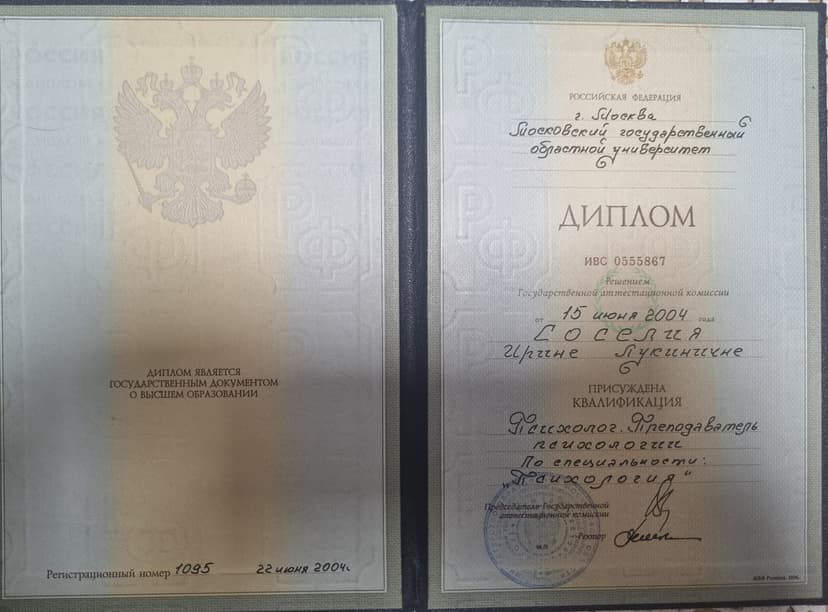 ДИПЛОМ ЯВЛЯЕТСЯ
ГОСУДАРСТВЕННЫМ ДОКУМЕНТОМ
О ВЫСШЕМ ОБРАЗОВАНИИ
Регистрационный номер 1095 22 июня 2004г.
РОССИЙСКАЯ ФЕДЕРАЦИЯ
г. Москва
Московский государственный
областной университет
ДИПЛОМ
ИВС 0555867
Решением
Государственной аттестационной комиссии
от 15 июня 2004 года
СОСЕЛИЯ
Ирине Лукиничне
ПРИСУЖДЕНА
КВАЛИФИКАЦИЯ
Психолог. Преподаватель
психологии
По специальности:
„Психология"
Председатель Государственной
аттестационной комиссии
Ректор
М.П.